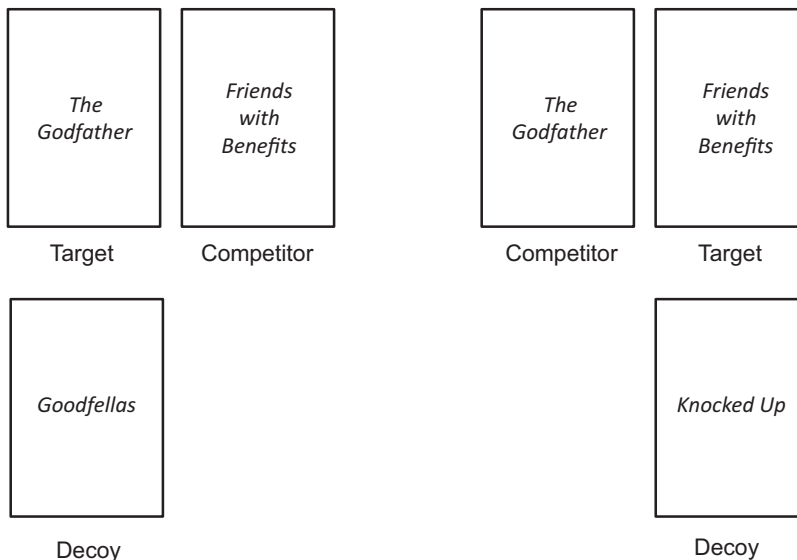 The
Godfather
Friends
with
Benefits
Target
Competitor
Goodfellas
Decoy
The
Godfather
Friends
with
Benefits
Competitor
Target
Knocked Up
Decoy